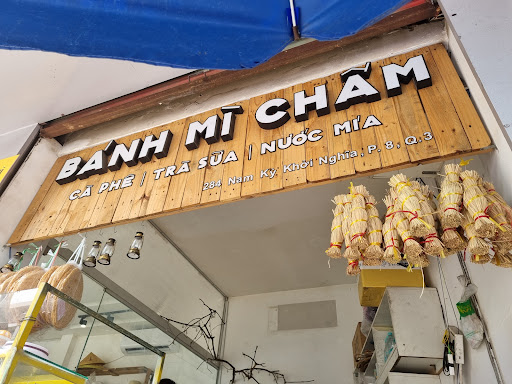 BÁNH MÌ CHẤM
CÀ PHÊ | TRÀ SỮA | NƯỚC MÍA
284 Nam Kỳ Khởi Nghĩa, P. 8, Q.3